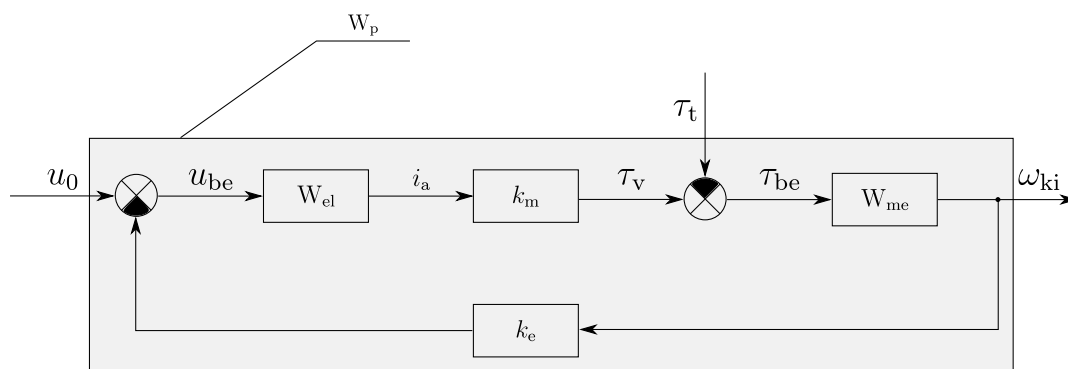 W_p
τ_t
u_0
u_be
W_el
i_a
k_m
τ_v
τ_be
W_me
ω_ki
k_e